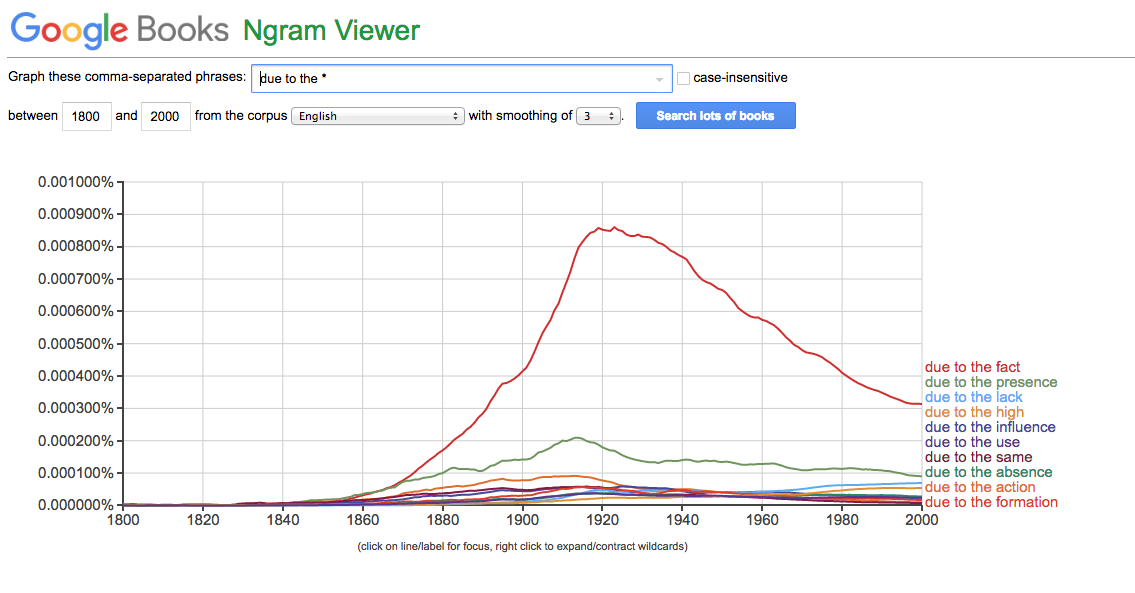 Google Books Ngram Viewer
Graph these comma-separated phrases: due to the * case-insensitive
between 1800 and 2000 from the corpus English with smoothing of 3 . Search lots of books
0.001000%
0.000900%
0.000800%
0.000700%
0.000600%
0.000500%
0.000400%
0.000300%
0.000200%
0.000100%
0.000000%
due to the fact
due to the presence
due to the lack
due to the high
due to the influence
due to the use
due to the same
due to the absence
due to the action
due to the formation
1800 1820 1840 1860 1880 1900 1920 1940 1960 1980 2000
(click on line/label for focus, right click to expand/contract wildcards)